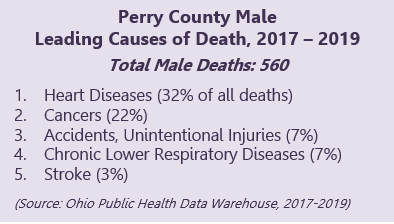 Perry County Male
Leading Causes of Death, 2017 – 2019
Total Male Deaths: 560
1. Heart Diseases (32% of all deaths)
2. Cancers (22%)
3. Accidents, Unintentional Injuries (7%)
4. Chronic Lower Respiratory Diseases (7%)
5. Stroke (3%)
(Source: Ohio Public Health Data Warehouse, 2017-2019)